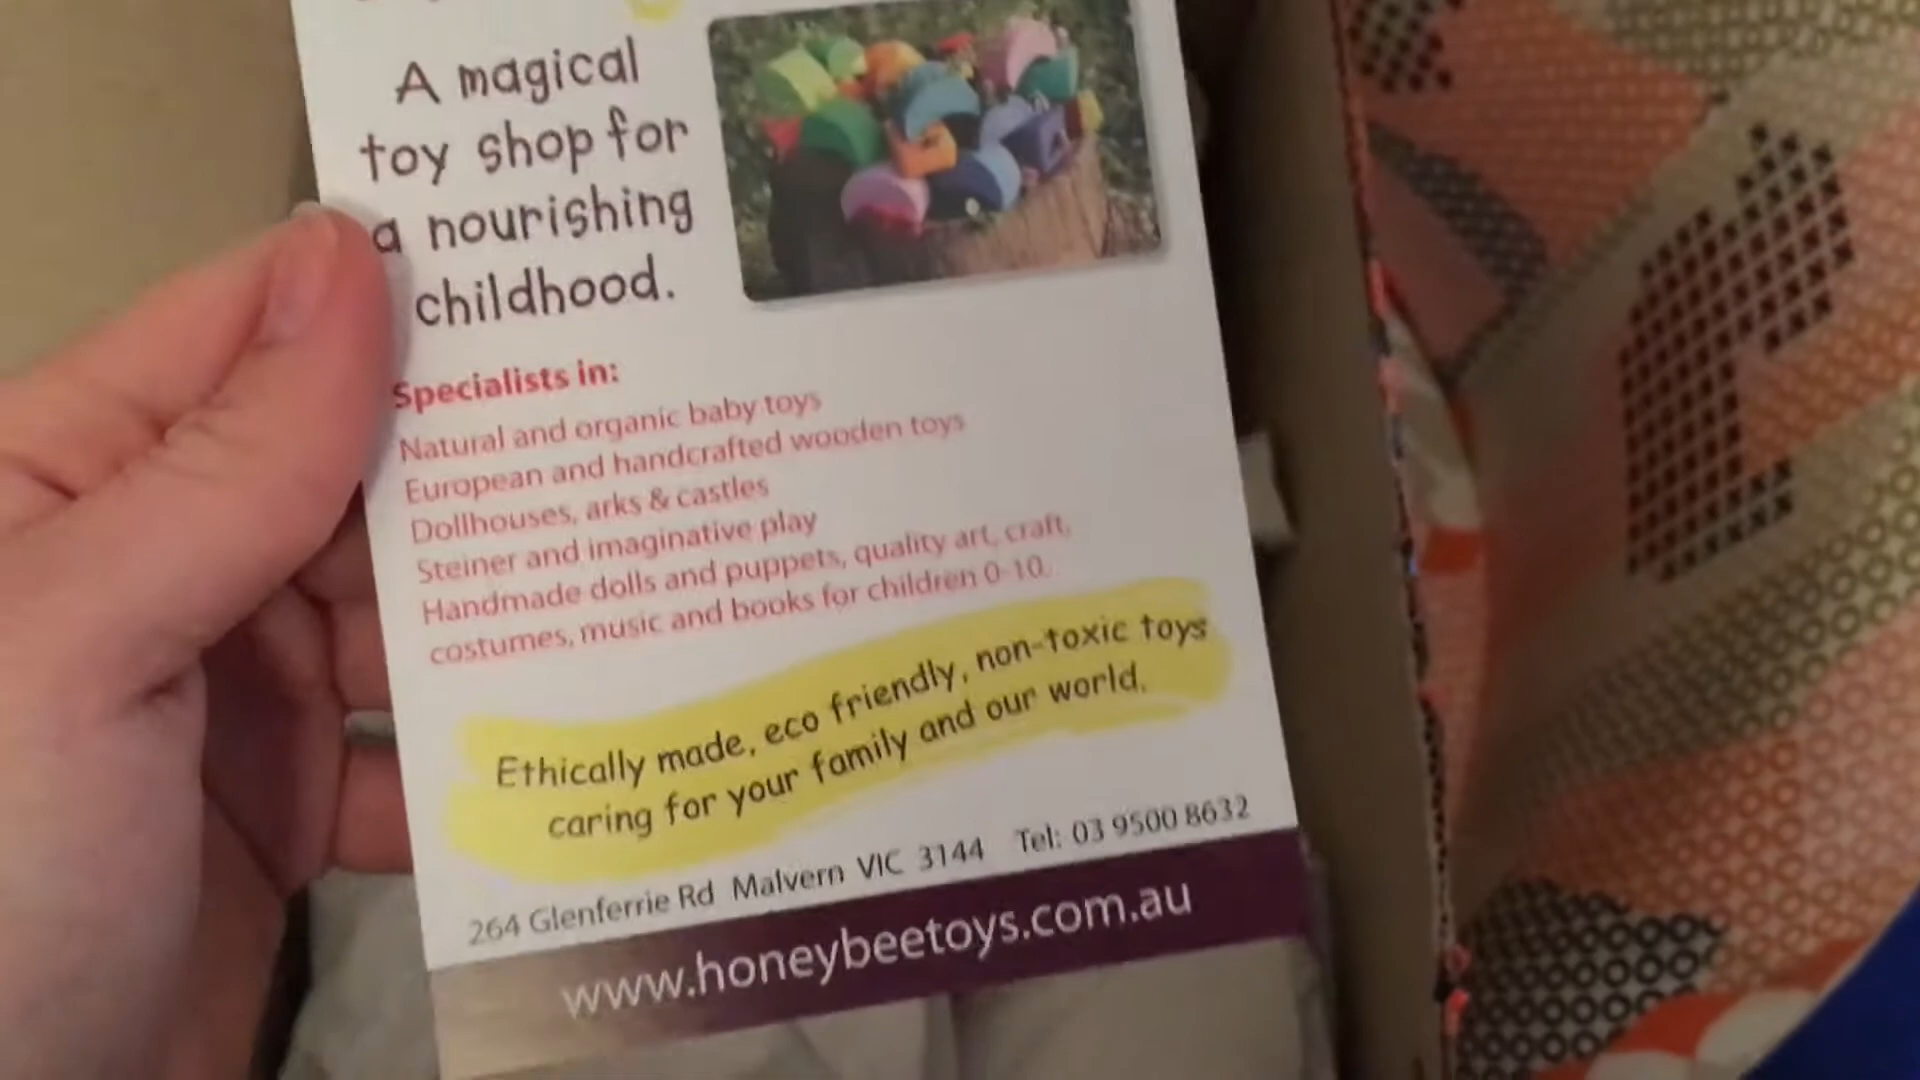 A magical
toy shop for
a nourishing
childhood.
Specialists in:
Natural and organic baby toys
European and handcrafted wooden toys
Dollhouses, arks & castles
Steiner and imaginative play
Handmade dolls and puppets, quality art, craft,
costumes, music and books for children 0-10.
Ethically made, eco friendly, non-toxic toys
caring for your family and our world.
264 Glenferrie Rd Malvern VIC 3144 Tel: 03 9500 8632
www.honeybeetoys.com.au